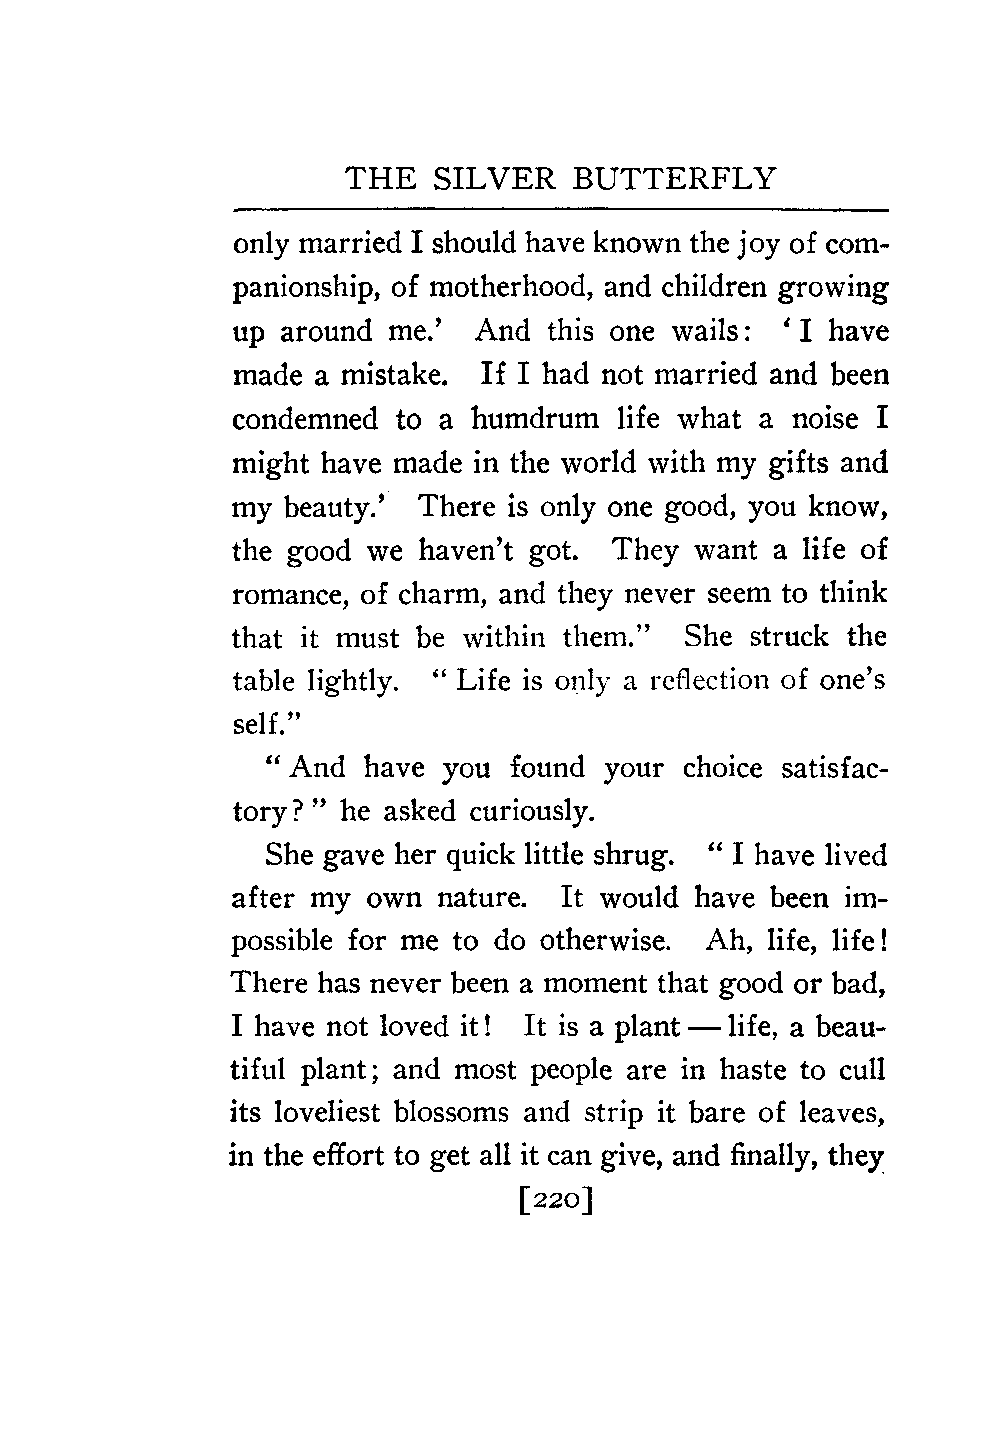 THE SILVER BUTTERFLY
only married I should have known the joy of com-
panionship, of motherhood, and children growing
up around me.' And this one wails: 'I have
made a mistake. If I had not married and been
condemned to a humdrum life what a noise I
might have made in the world with my gifts and
my beauty.' There is only one good, you know,
the good we haven't got. They want a life of
romance, of charm, and they never seem to think
that it must be within them." She struck the
table lightly. "Life is only a reflection of one's
self."
"And have you found your choice satisfac-
tory?" he asked curiously.
She gave her quick little shrug. "I have lived
after my own nature. It would have been im-
possible for me to do otherwise. Ah, life, life!
There has never been a moment that good or bad,
I have not loved it! It is a plant — life, a beau-
tiful plant; and most people are in haste to cull
its loveliest blossoms and strip it bare of leaves,
in the effort to get all it can give, and finally, they
[220]